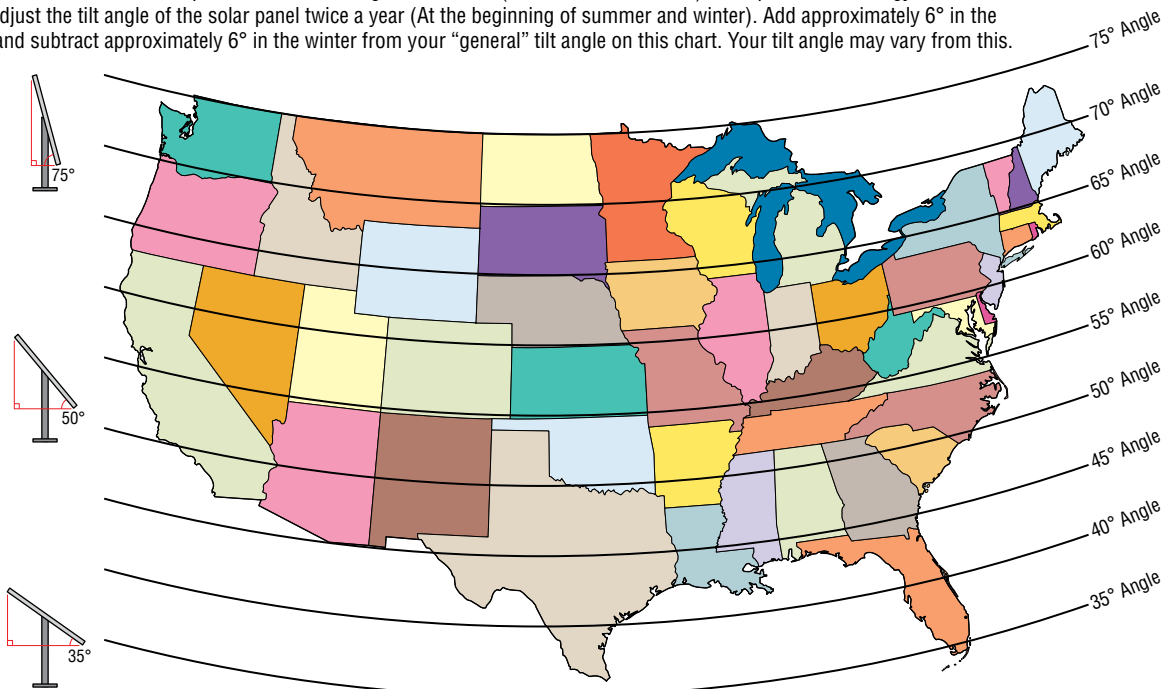 djust the tilt angle of the solar panel twice a year (At the beginning of summer and winter). Add approximately 6° in the
and subtract approximately 6° in the winter from your “general” tilt angle on this chart. Your tilt angle may vary from this.
75° Angle
70° Angle
65° Angle
60° Angle
55° Angle
50° Angle
45° Angle
40° Angle
35° Angle
75°
50°
35°